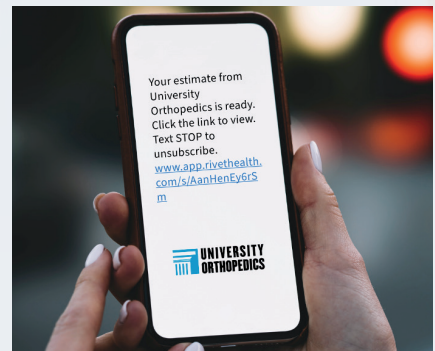 Your estimate from
University
Orthopedics is ready.
Click the link to view.
Text STOP to
unsubscribe.
www.app.rivethealth.
com/s/AanHenEy6rS
m
UNIVERSITY
ORTHOPEDICS